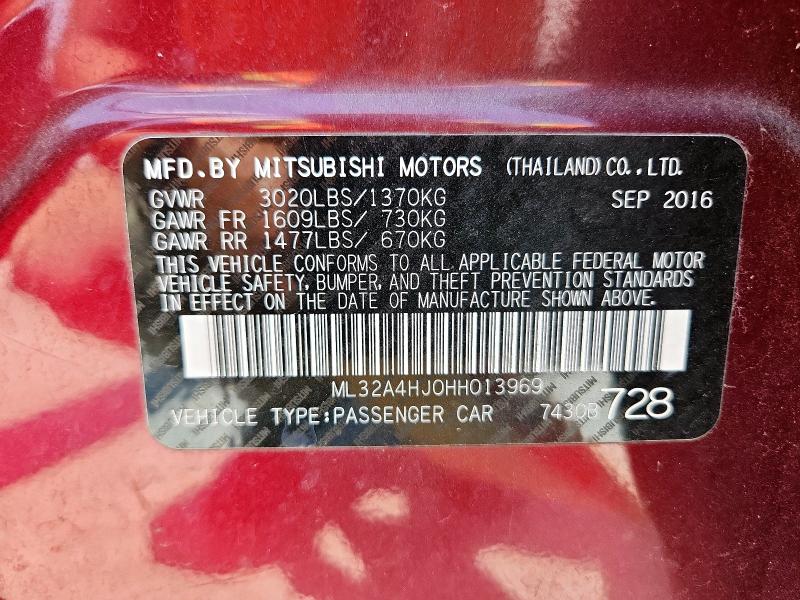 MFD.BY MITSUBISHI MOTORS (THAILAND)CO.,LTD.
GVWR 3020LBS/1370KG SEP 2016
GAWR FR 1609LBS/ 730KG
GAWR RR 1477LBS/ 670KG
THIS VEHICLE CONFORMS TO ALL APPLICABLE FEDERAL MOTOR
VEHICLE SAFETY, BUMPER, AND THEFT PREVENTION STANDARDS
IN EFFECT ON THE DATE OF MANUFACTURE SHOWN ABOVE.
ML32A4HJ0HH013969
VEHICLE TYPE:PASSENGER CAR 7430B 728